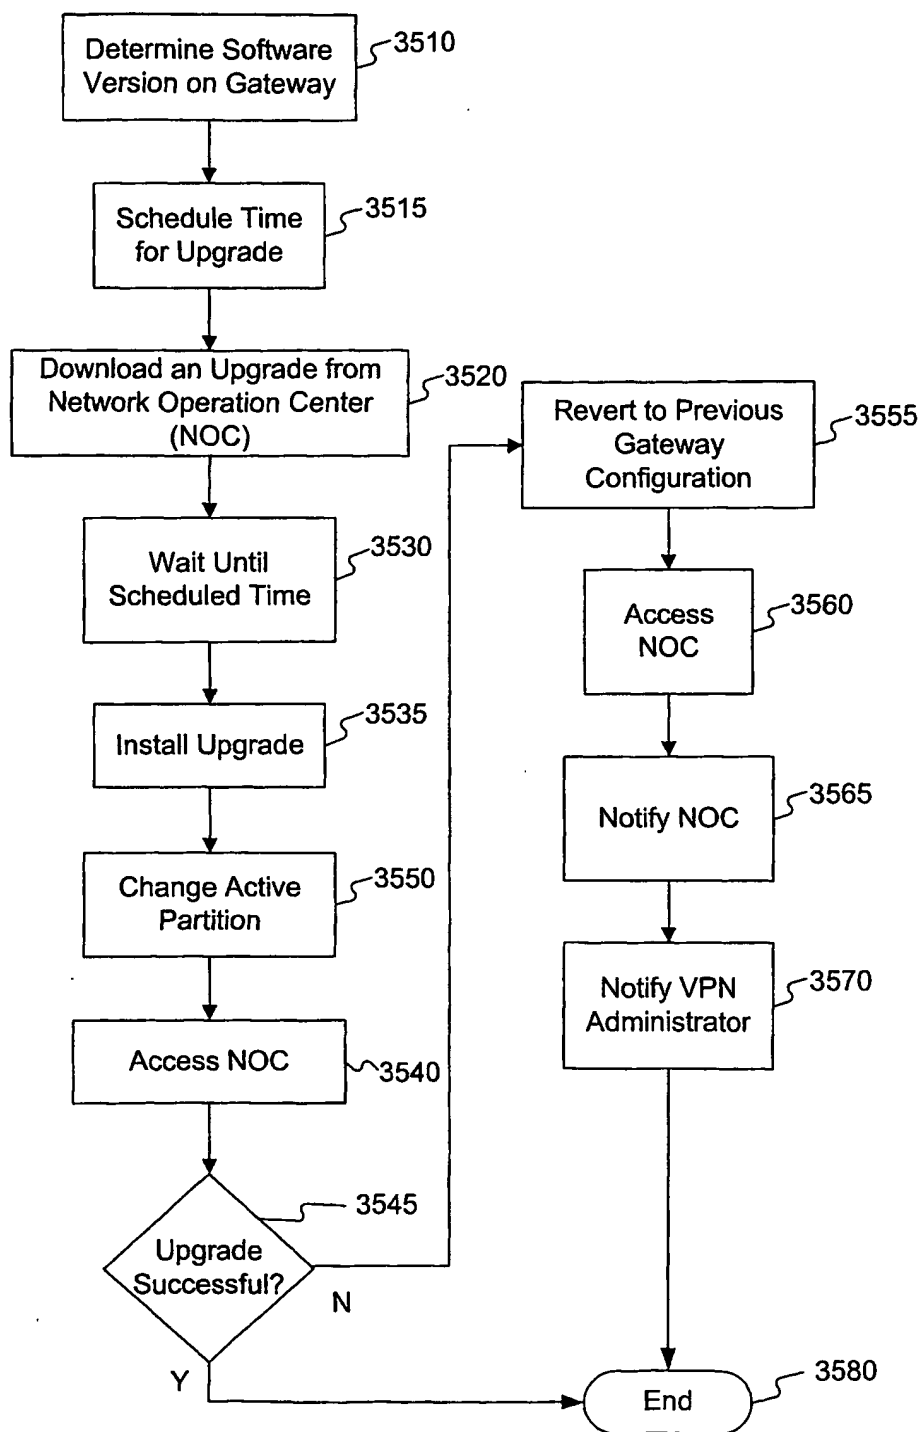 Determine Software
Version on Gateway
3510
Schedule Time
for Upgrade
3515
Download an Upgrade from
Network Operation Center
(NOC)
3520
Wait Until
Scheduled Time
3530
Install Upgrade
3535
Change Active
Partition
3550
Access NOC
3540
Upgrade
Successful?
3545
N
Y
Revert to Previous
Gateway
Configuration
3555
Access
NOC
3560
Notify NOC
3565
Notify VPN
Administrator
3570
End
3580